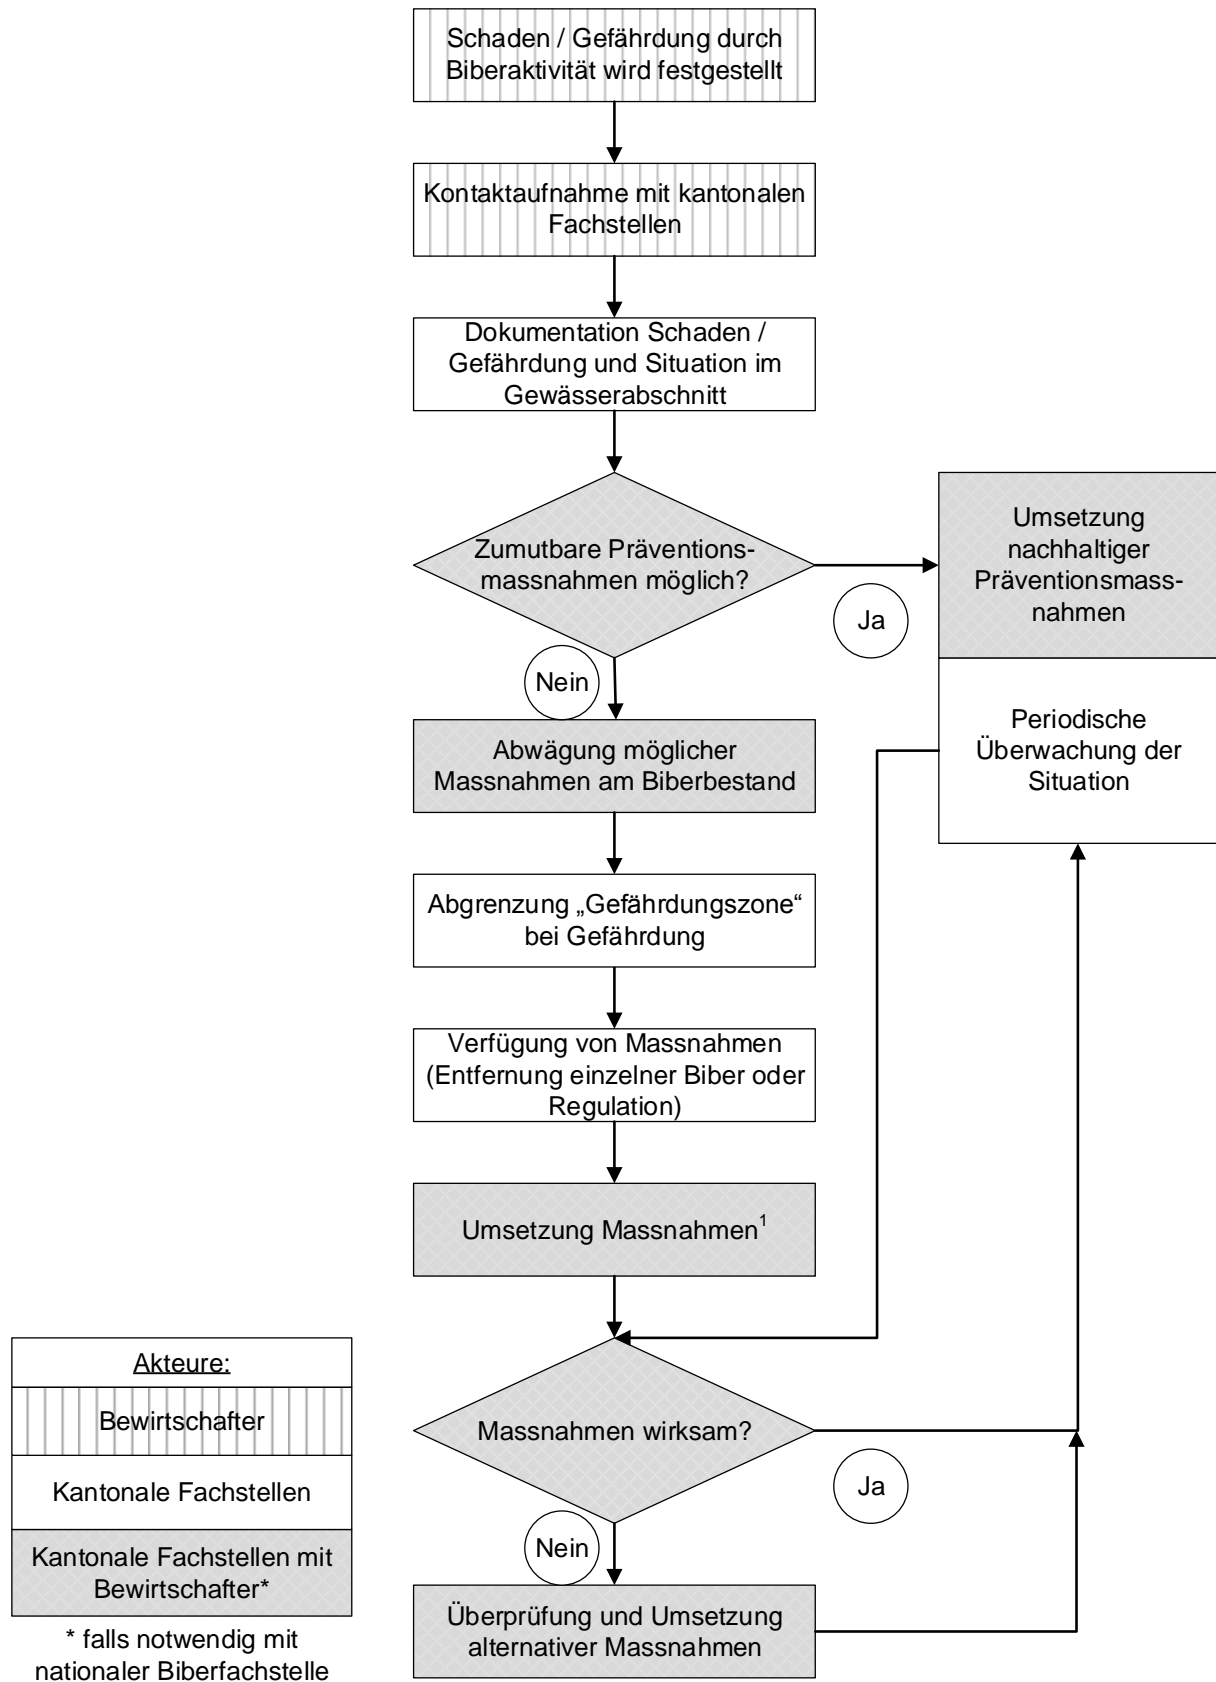 Schaden / Gefährdung durch
Biberaktivität wird festgestellt
Kontaktaufnahme mit kantonalen
Fachstellen
Dokumentation Schaden /
Gefährdung und Situation im
Gewässerabschnitt
Zumutbare Präventions-
massnahmen möglich?
Ja
Umsetzung
nachhaltiger
Präventionsmass-
nahmen
Periodische
Überwachung der
Situation
Nein
Abwägung möglicher
Massnahmen am Biberbestand
Abgrenzung „Gefährdungszone“
bei Gefährdung
Verfügung von Massnahmen
(Entfernung einzelner Biber oder
Regulation)
Umsetzung Massnahmen¹
Massnahmen wirksam?
Ja
Nein
Überprüfung und Umsetzung
alternativer Massnahmen
Akteure:
Bewirtschafter
Kantonale Fachstellen
Kantonale Fachstellen mit
Bewirtschafter*
* falls notwendig mit
nationaler Biberfachstelle